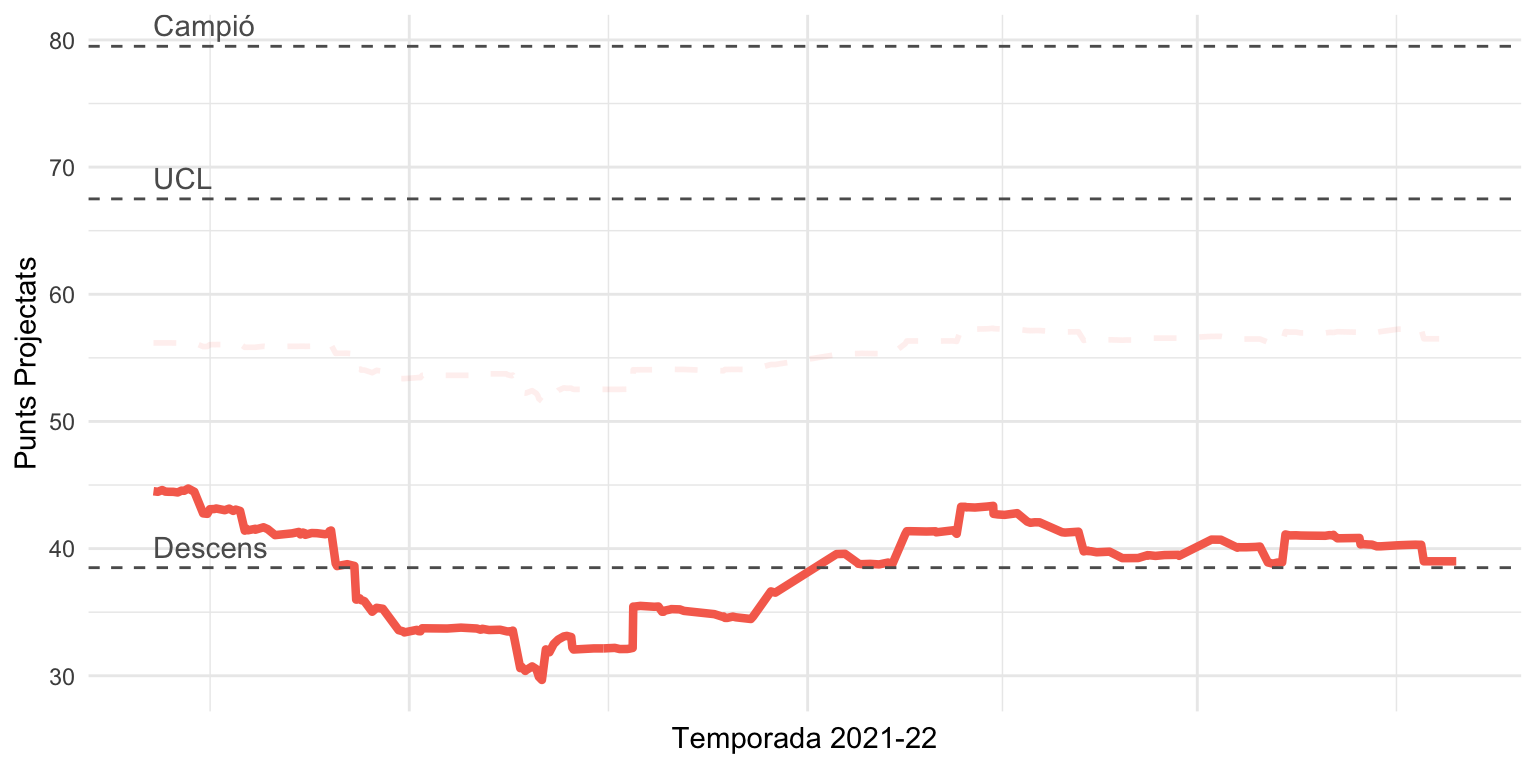 Campió
80
UCL
70
60
50
Descens
40
30
Punts Projectats
Temporada 2021-22